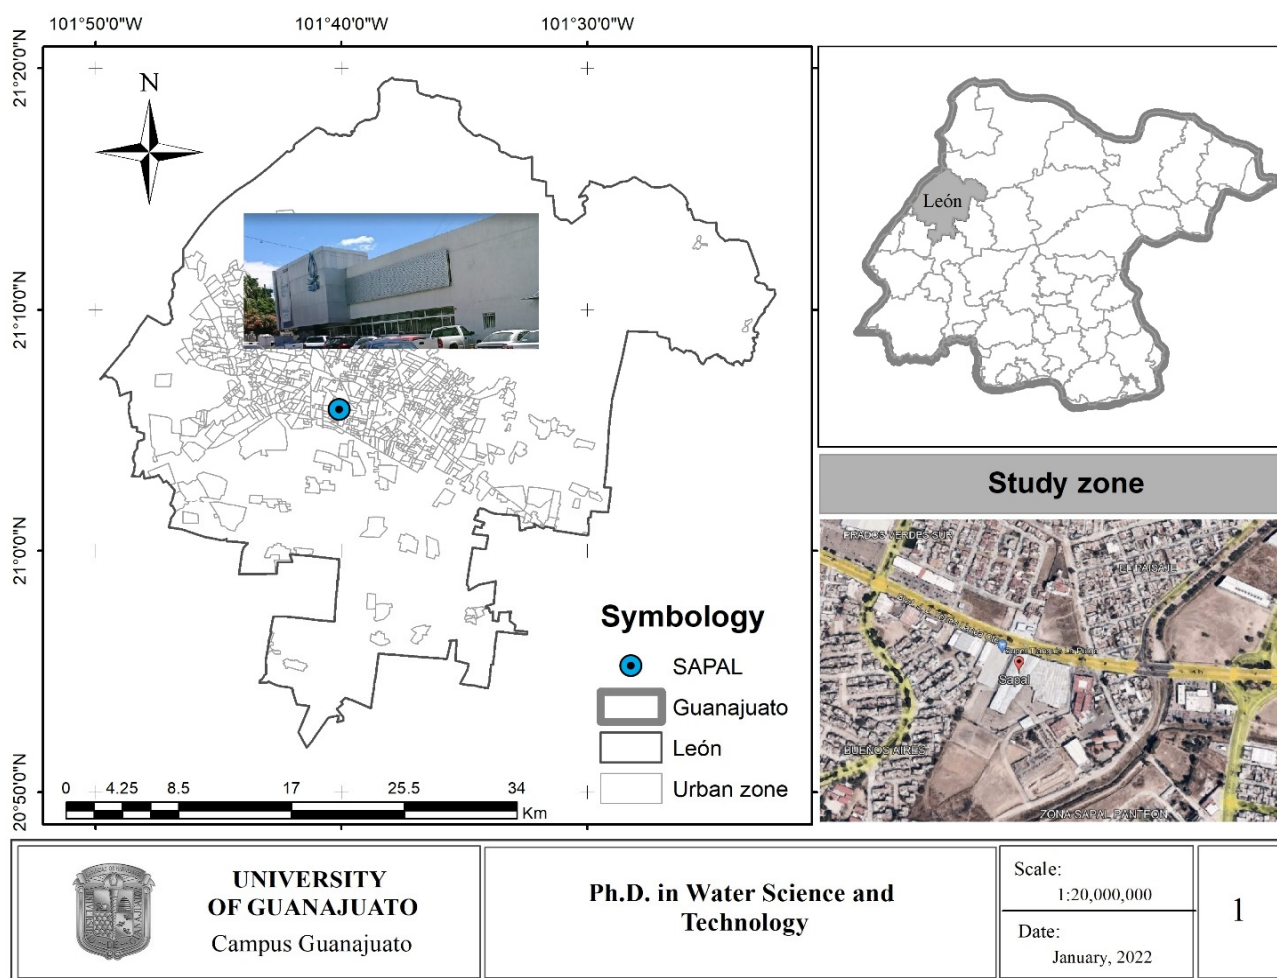 101°50'0"W
101°40'0"W
101°30'0"W
21°20'0"N
21°10'0"N
21°0'0"N
20°50'0"N
N
Symbology
SAPAL
Guanajuato
León
Urban zone
0 4.25 8.5 17 25.5 34
Km
León
Study zone
PRADOS VERDES SUR
EL PAISAJE
Sapal
BUENOS AIRES
ZONA SAPAL PANTEON
UNIVERSITY
OF GUANAJUATO
Campus Guanajuato
Ph.D. in Water Science and
Technology
Scale:
1:20,000,000
Date:
January, 2022
1